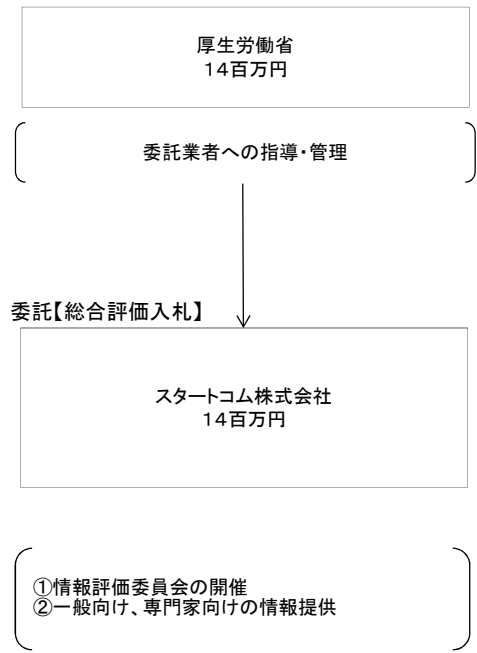 厚生労働省
１４百万円
委託業者への指導・管理
委託【総合評価入札】
スタートコム株式会社
１４百万円
①情報評価委員会の開催
②一般向け、専門家向けの情報提供